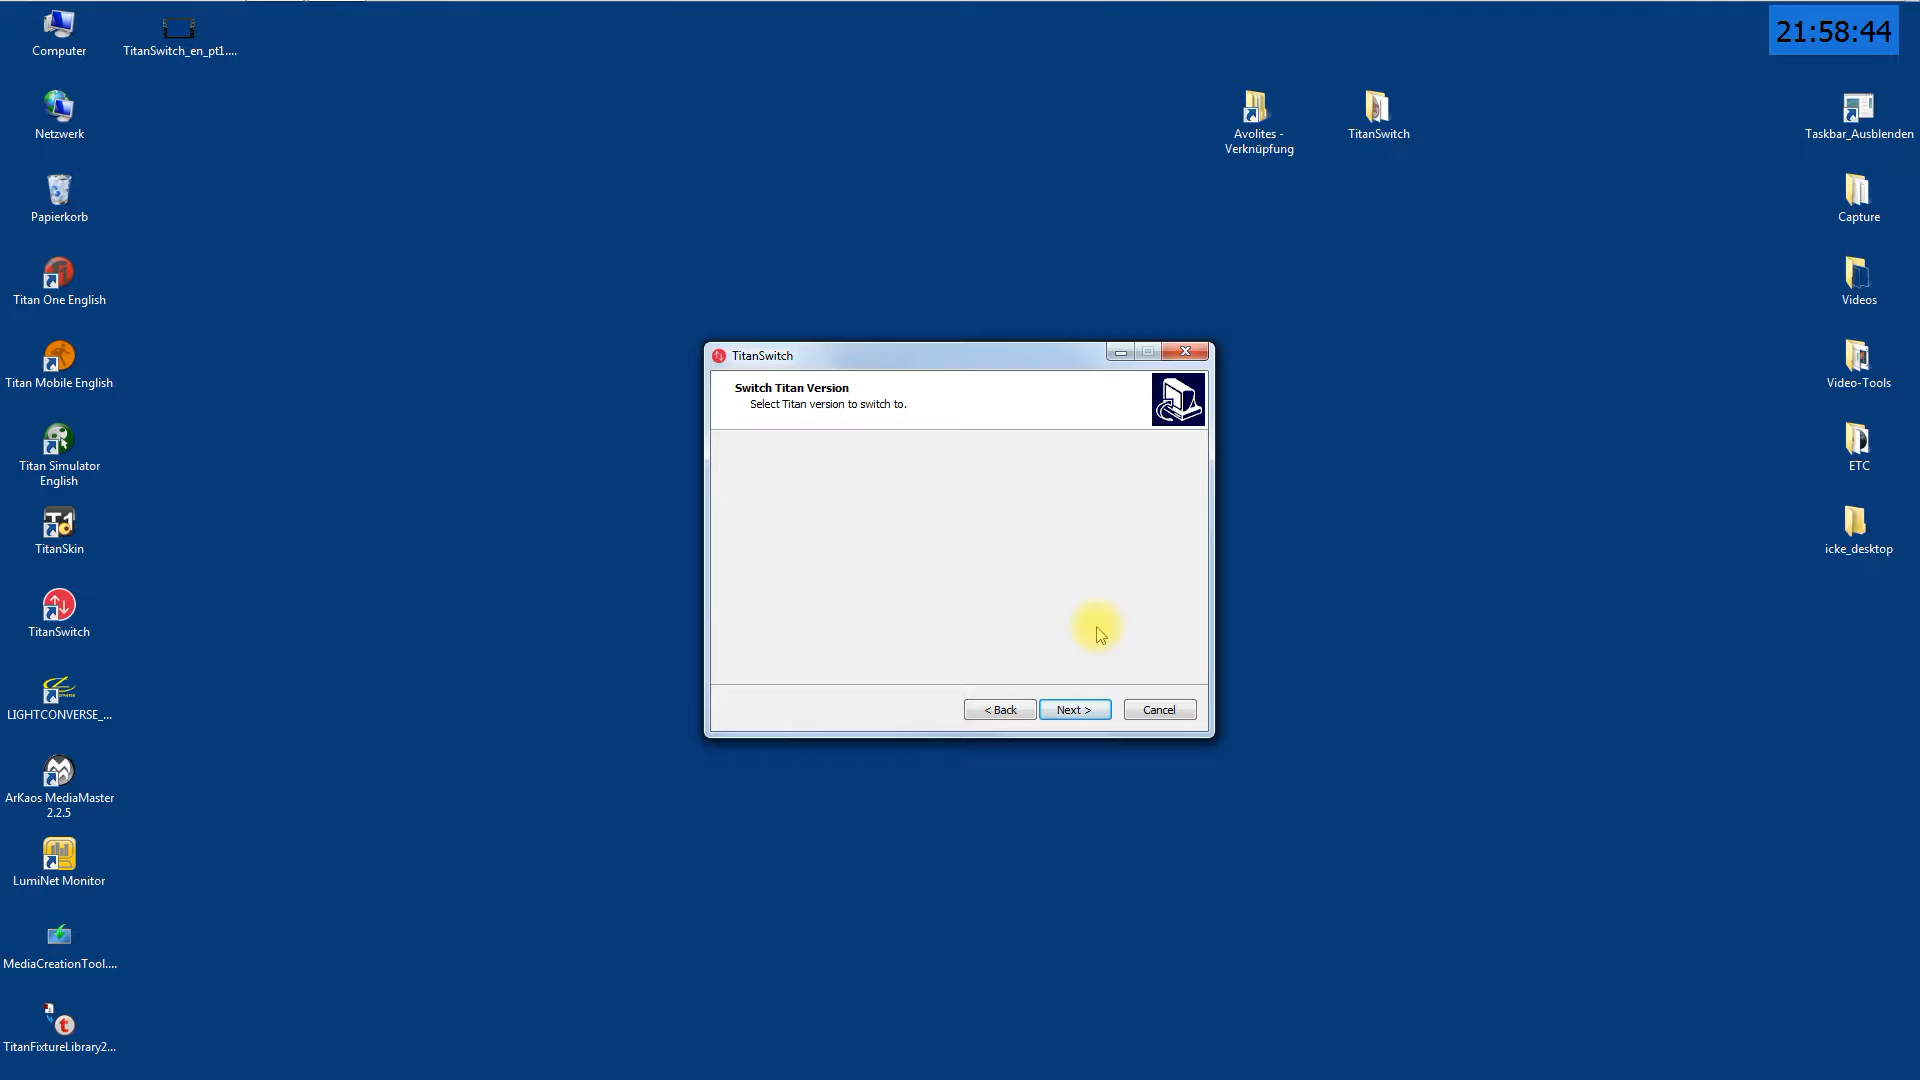 Computer
TitanSwitch_en_pt1....
21:58:44
Netzwerk
Avolites -
Verknüpfung
TitanSwitch
Taskbar_Ausblenden
Papierkorb
Capture
Titan One English
Videos
Titan Mobile English
Video-Tools
Titan Simulator
English
ETC
TitanSkin
icke_desktop
TitanSwitch
LIGHTCONVERSE_...
ArKaos MediaMaster
2.2.5
LumiNet Monitor
MediaCreationTool....
TitanFixtureLibrary2...
TitanSwitch
Switch Titan Version
Select Titan version to switch to.
< Back
Next >
Cancel